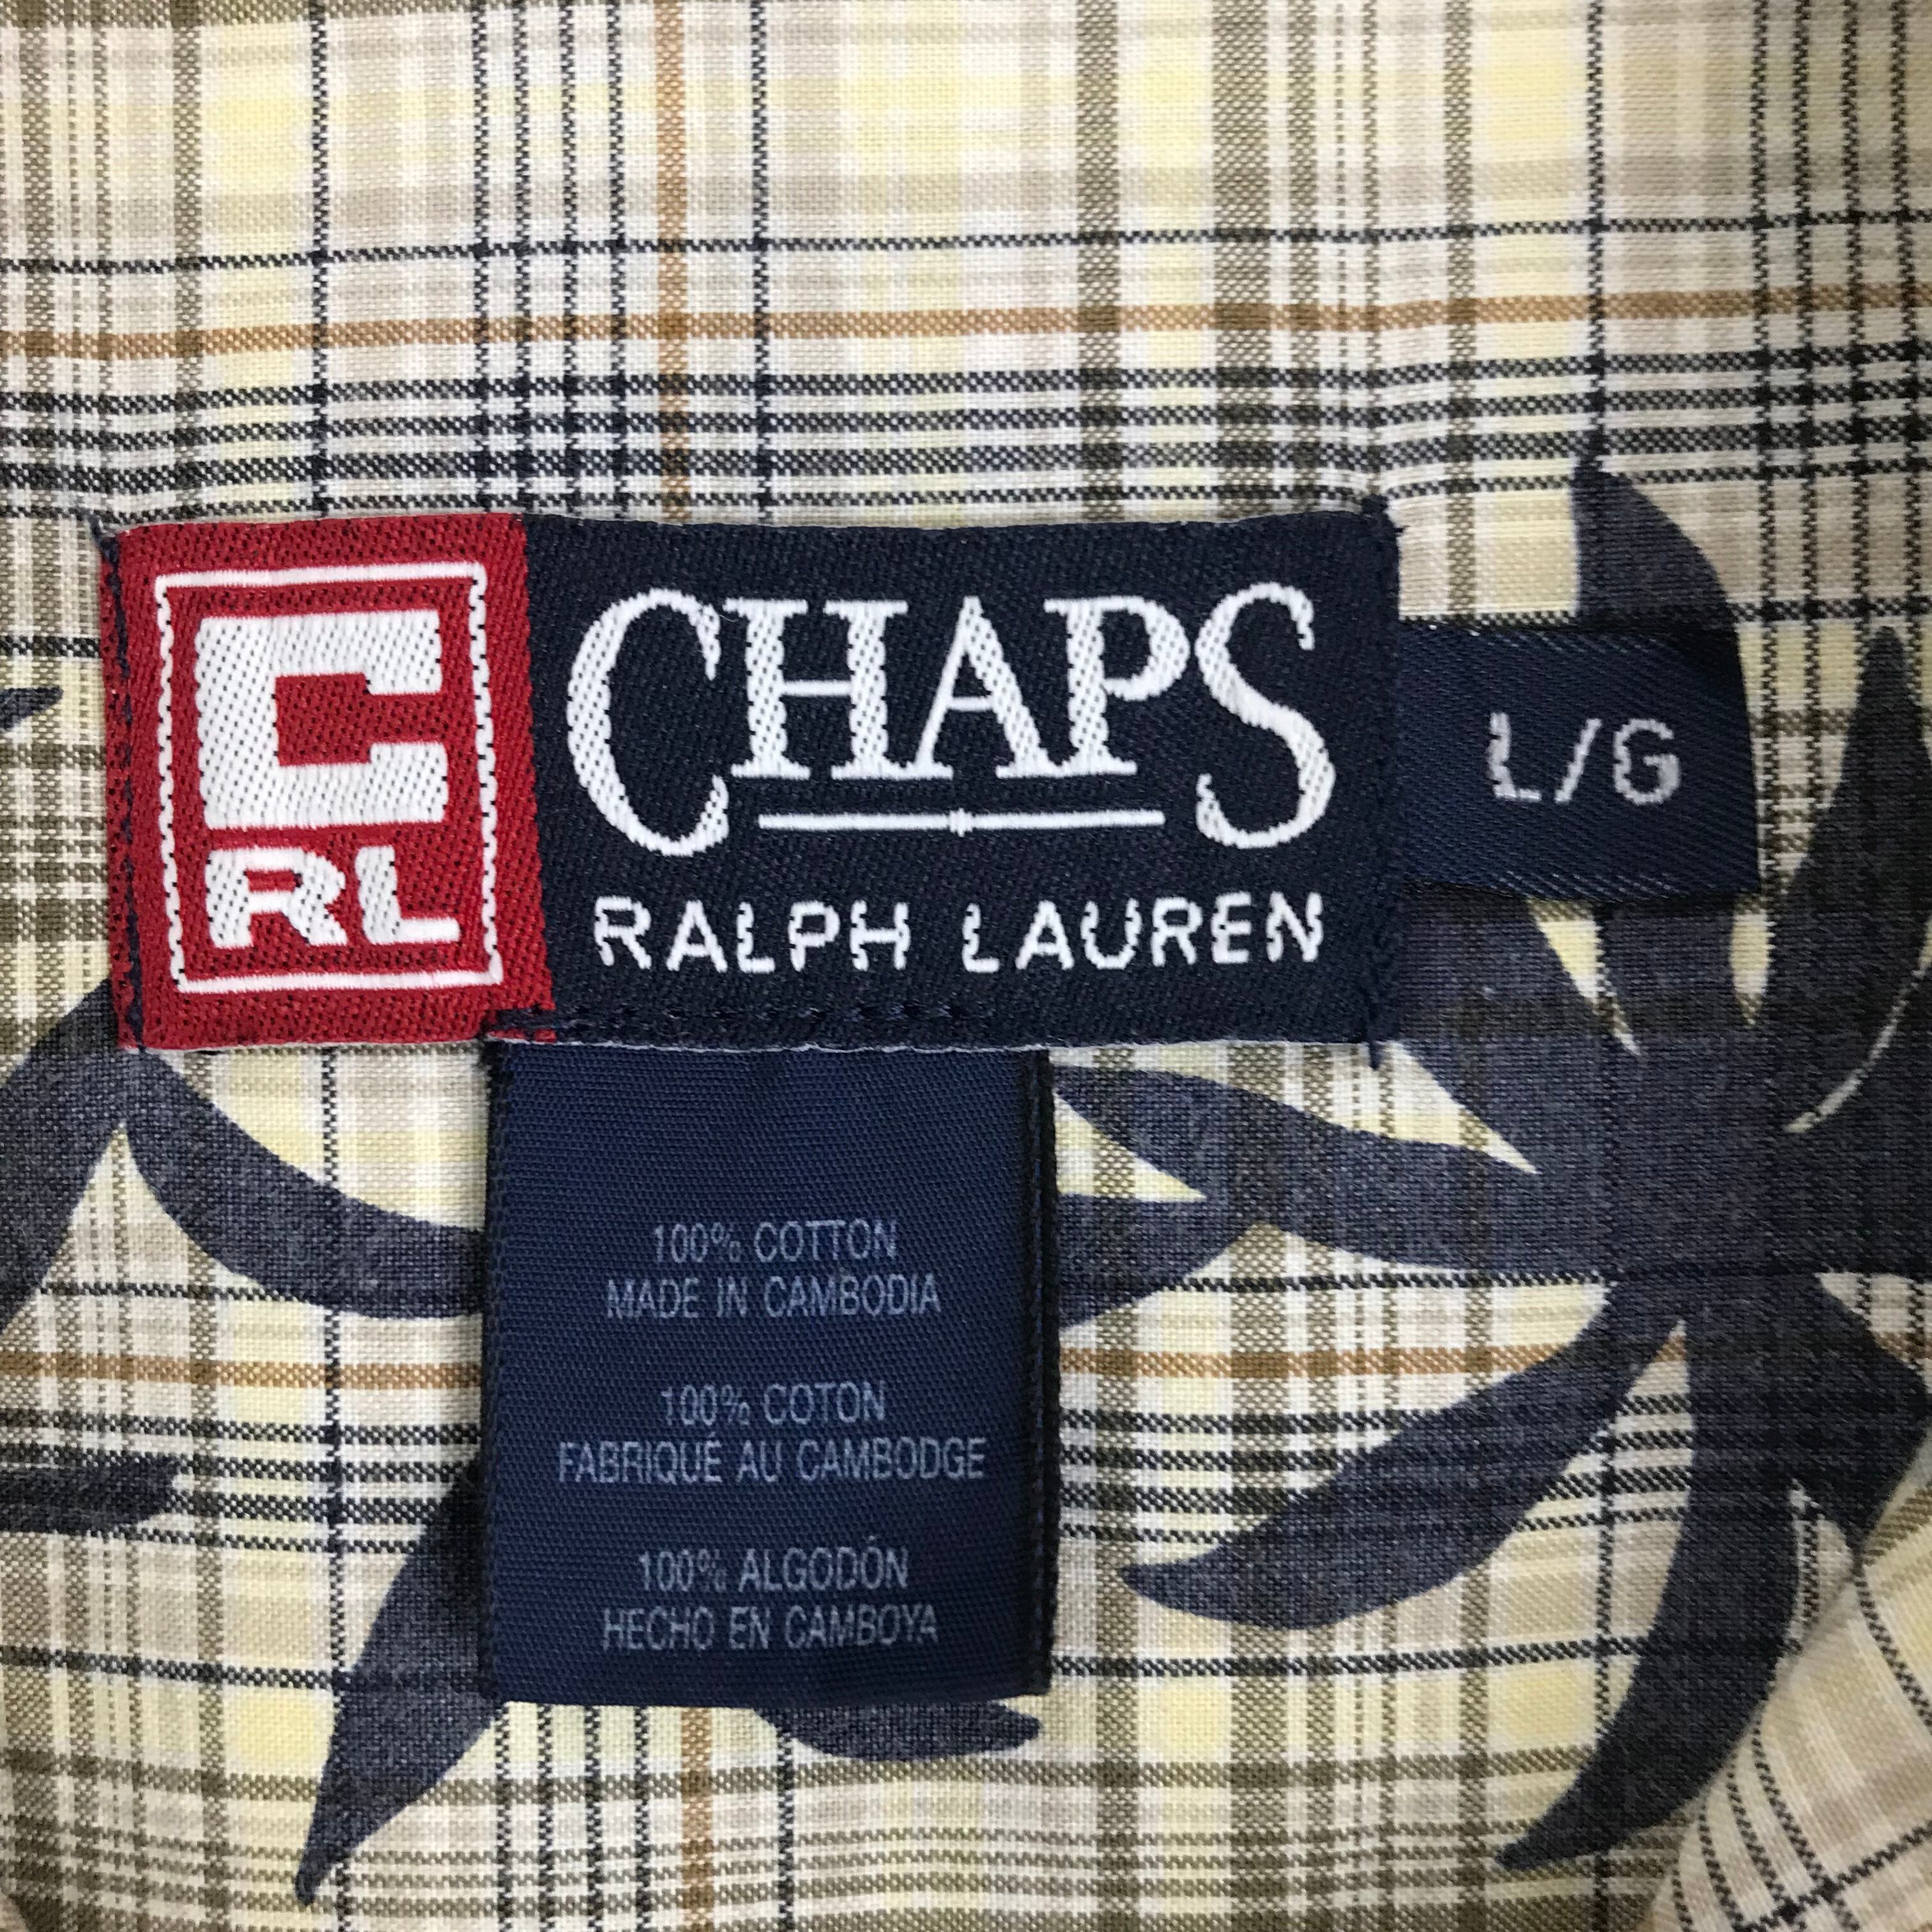 C
RL
CHAPS
RALPH LAUREN
L/G
100% COTTON
MADE IN CAMBODIA
100% COTON
FABRIQUÉ AU CAMBODGE
100% ALGODÓN
HECHO EN CAMBOYA